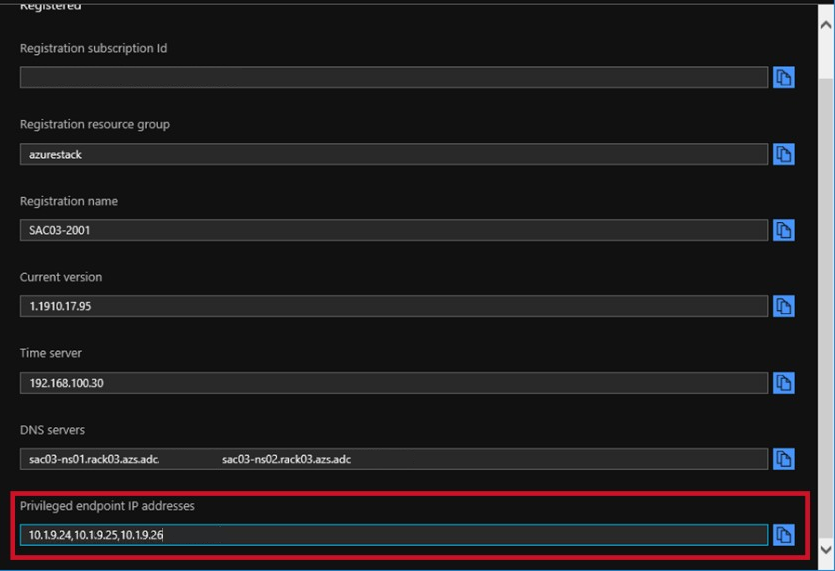 Registered
Registration subscription Id
Registration resource group
azurestack
Registration name
SAC03-2001
Current version
1.1910.17.95
Time server
192.168.100.30
DNS servers
sac03-ns01.rack03.azs.adc. sac03-ns02.rack03.azs.adc
Privileged endpoint IP addresses
10.1.9.24,10.1.9.25,10.1.9.26